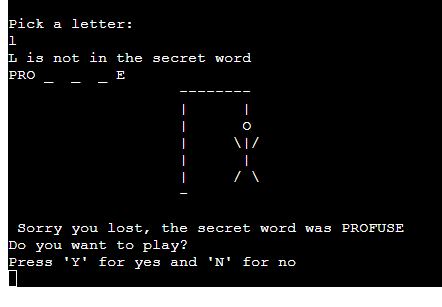 Pick a letter:
l
L is not in the secret word
PRO _  _  _ E
Sorry you lost, the secret word was PROFUSE
Do you want to play?
Press 'Y' for yes and 'N' for no